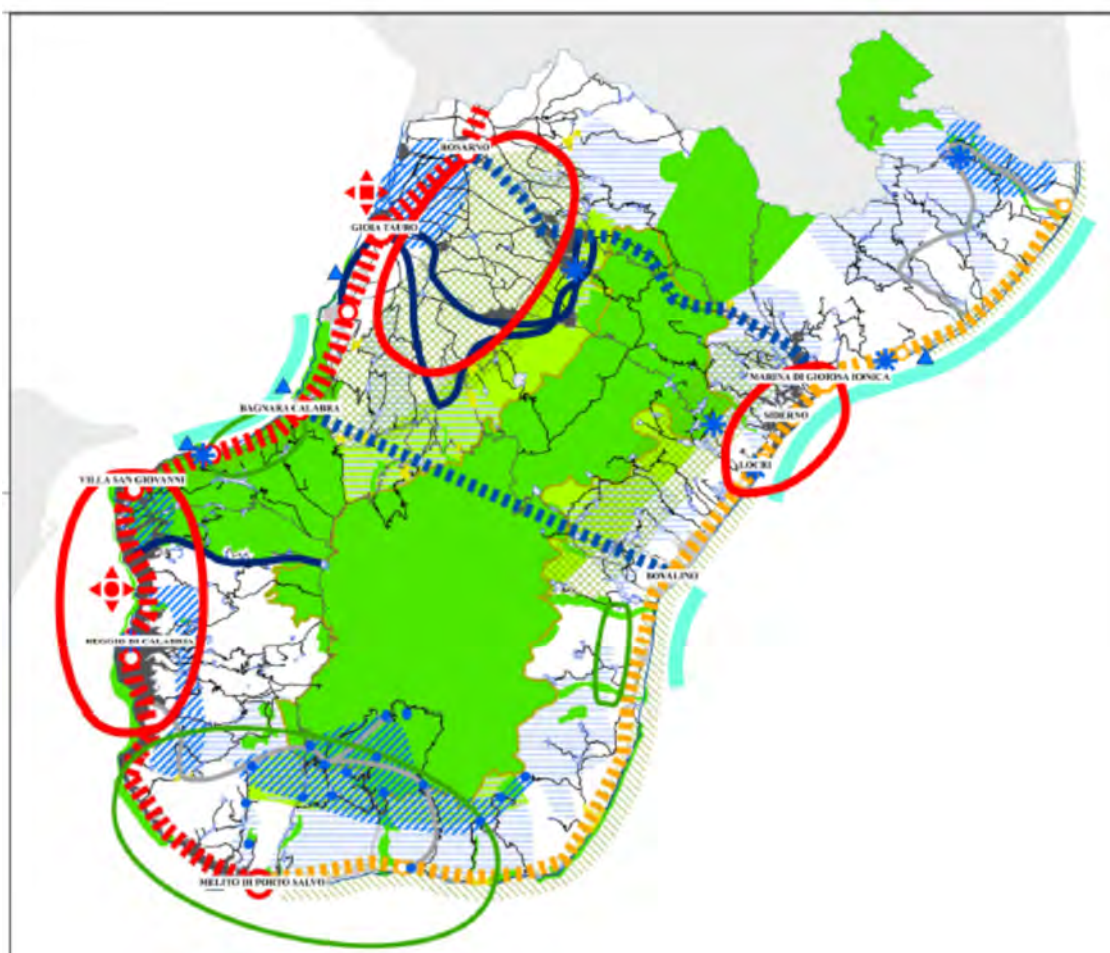 ROSARNO
GIOIA TAURO
MARINA DI GIOIOSA IONICA
BAGNARA CALABRA
SIDERNO
LOCRI
VILLA SAN GIOVANNI
BOVALINO
REGGIO DI CALABRIA
MELITO DI PORTO SALVO